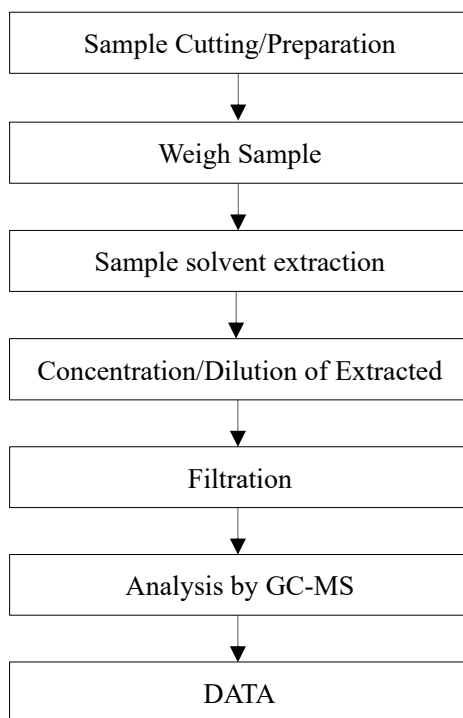 Sample Cutting/Preparation
Weigh Sample
Sample solvent extraction
Concentration/Dilution of Extracted
Filtration
Analysis by GC-MS
DATA